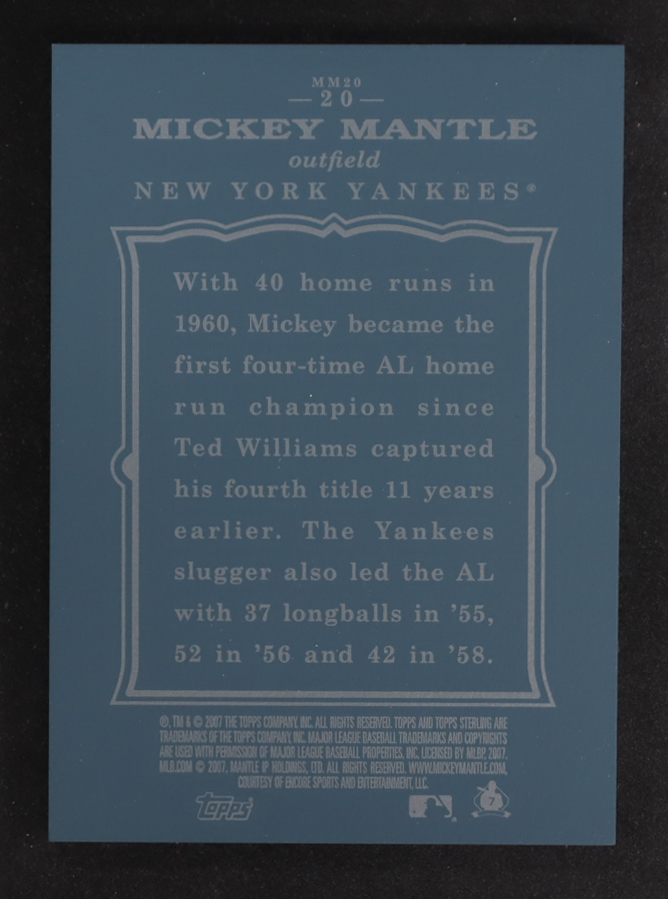 MM20
— 20 —
MICKEY MANTLE
outfield
NEW YORK YANKEES®
With 40 home runs in
1960, Mickey became the
first four-time AL home
run champion since
Ted Williams captured
his fourth title 11 years
earlier. The Yankees
slugger also led the AL
with 37 longballs in ’55,
52 in ’56 and 42 in ’58.
®, TM & © 2007 THE TOPPS COMPANY, INC. ALL RIGHTS RESERVED. TOPPS AND TOPPS STERLING ARE
TRADEMARKS OF THE TOPPS COMPANY, INC. MAJOR LEAGUE BASEBALL TRADEMARKS AND COPYRIGHTS
ARE USED WITH PERMISSION OF MAJOR LEAGUE BASEBALL PROPERTIES, INC. LICENSED BY MLBP, 2007.
MLB.COM © 2007, MANTLE IP HOLDINGS, LTD. ALL RIGHTS RESERVED. WWW.MICKEYMANTLE.COM,
COURTESY OF ENCORE SPORTS AND ENTERTAINMENT, LLC.
topps
7